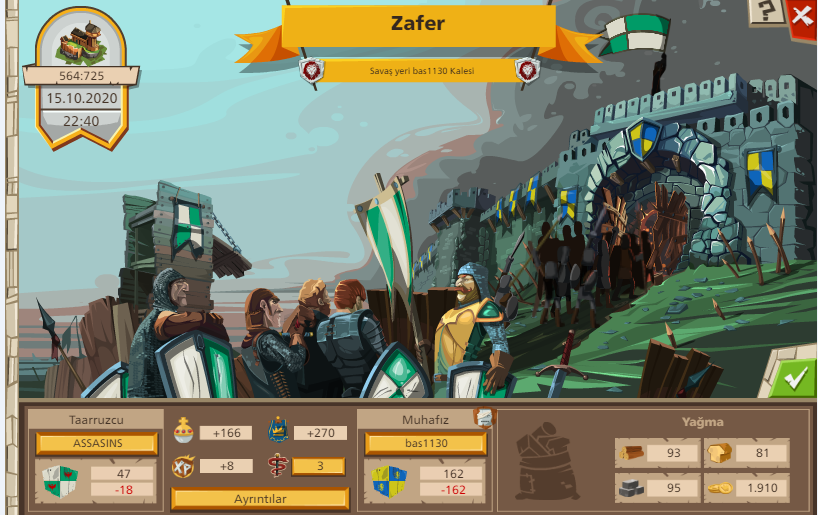 Zafer
?
564:725
Savaş yeri bas1130 Kalesi
15.10.2020
22:40
Taarruzcu
ASSASINS
47
-18
+166
+270
XP
+8
3
Ayrıntılar
Muhafız
bas1130
162
-162
Yağma
93
81
95
1.910